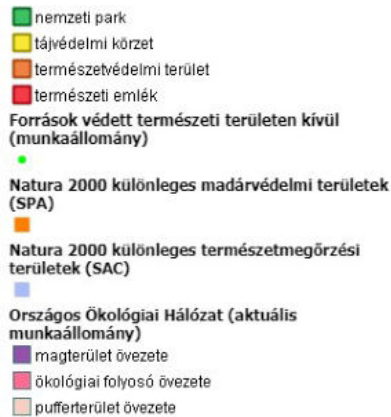 nemzeti park
tájvédelmi körzet
természetvédelmi terület
természeti emlék
Források védett természeti területen kívül
(munkaállomány)
Natura 2000 különleges madárvédelmi területek
(SPA)
Natura 2000 különleges természetmegőrzési
területek (SAC)
Országos Ökológiai Hálózat (aktuális
munkaállomány)
magterület övezete
ökológiai folyosó övezete
pufferterület övezete